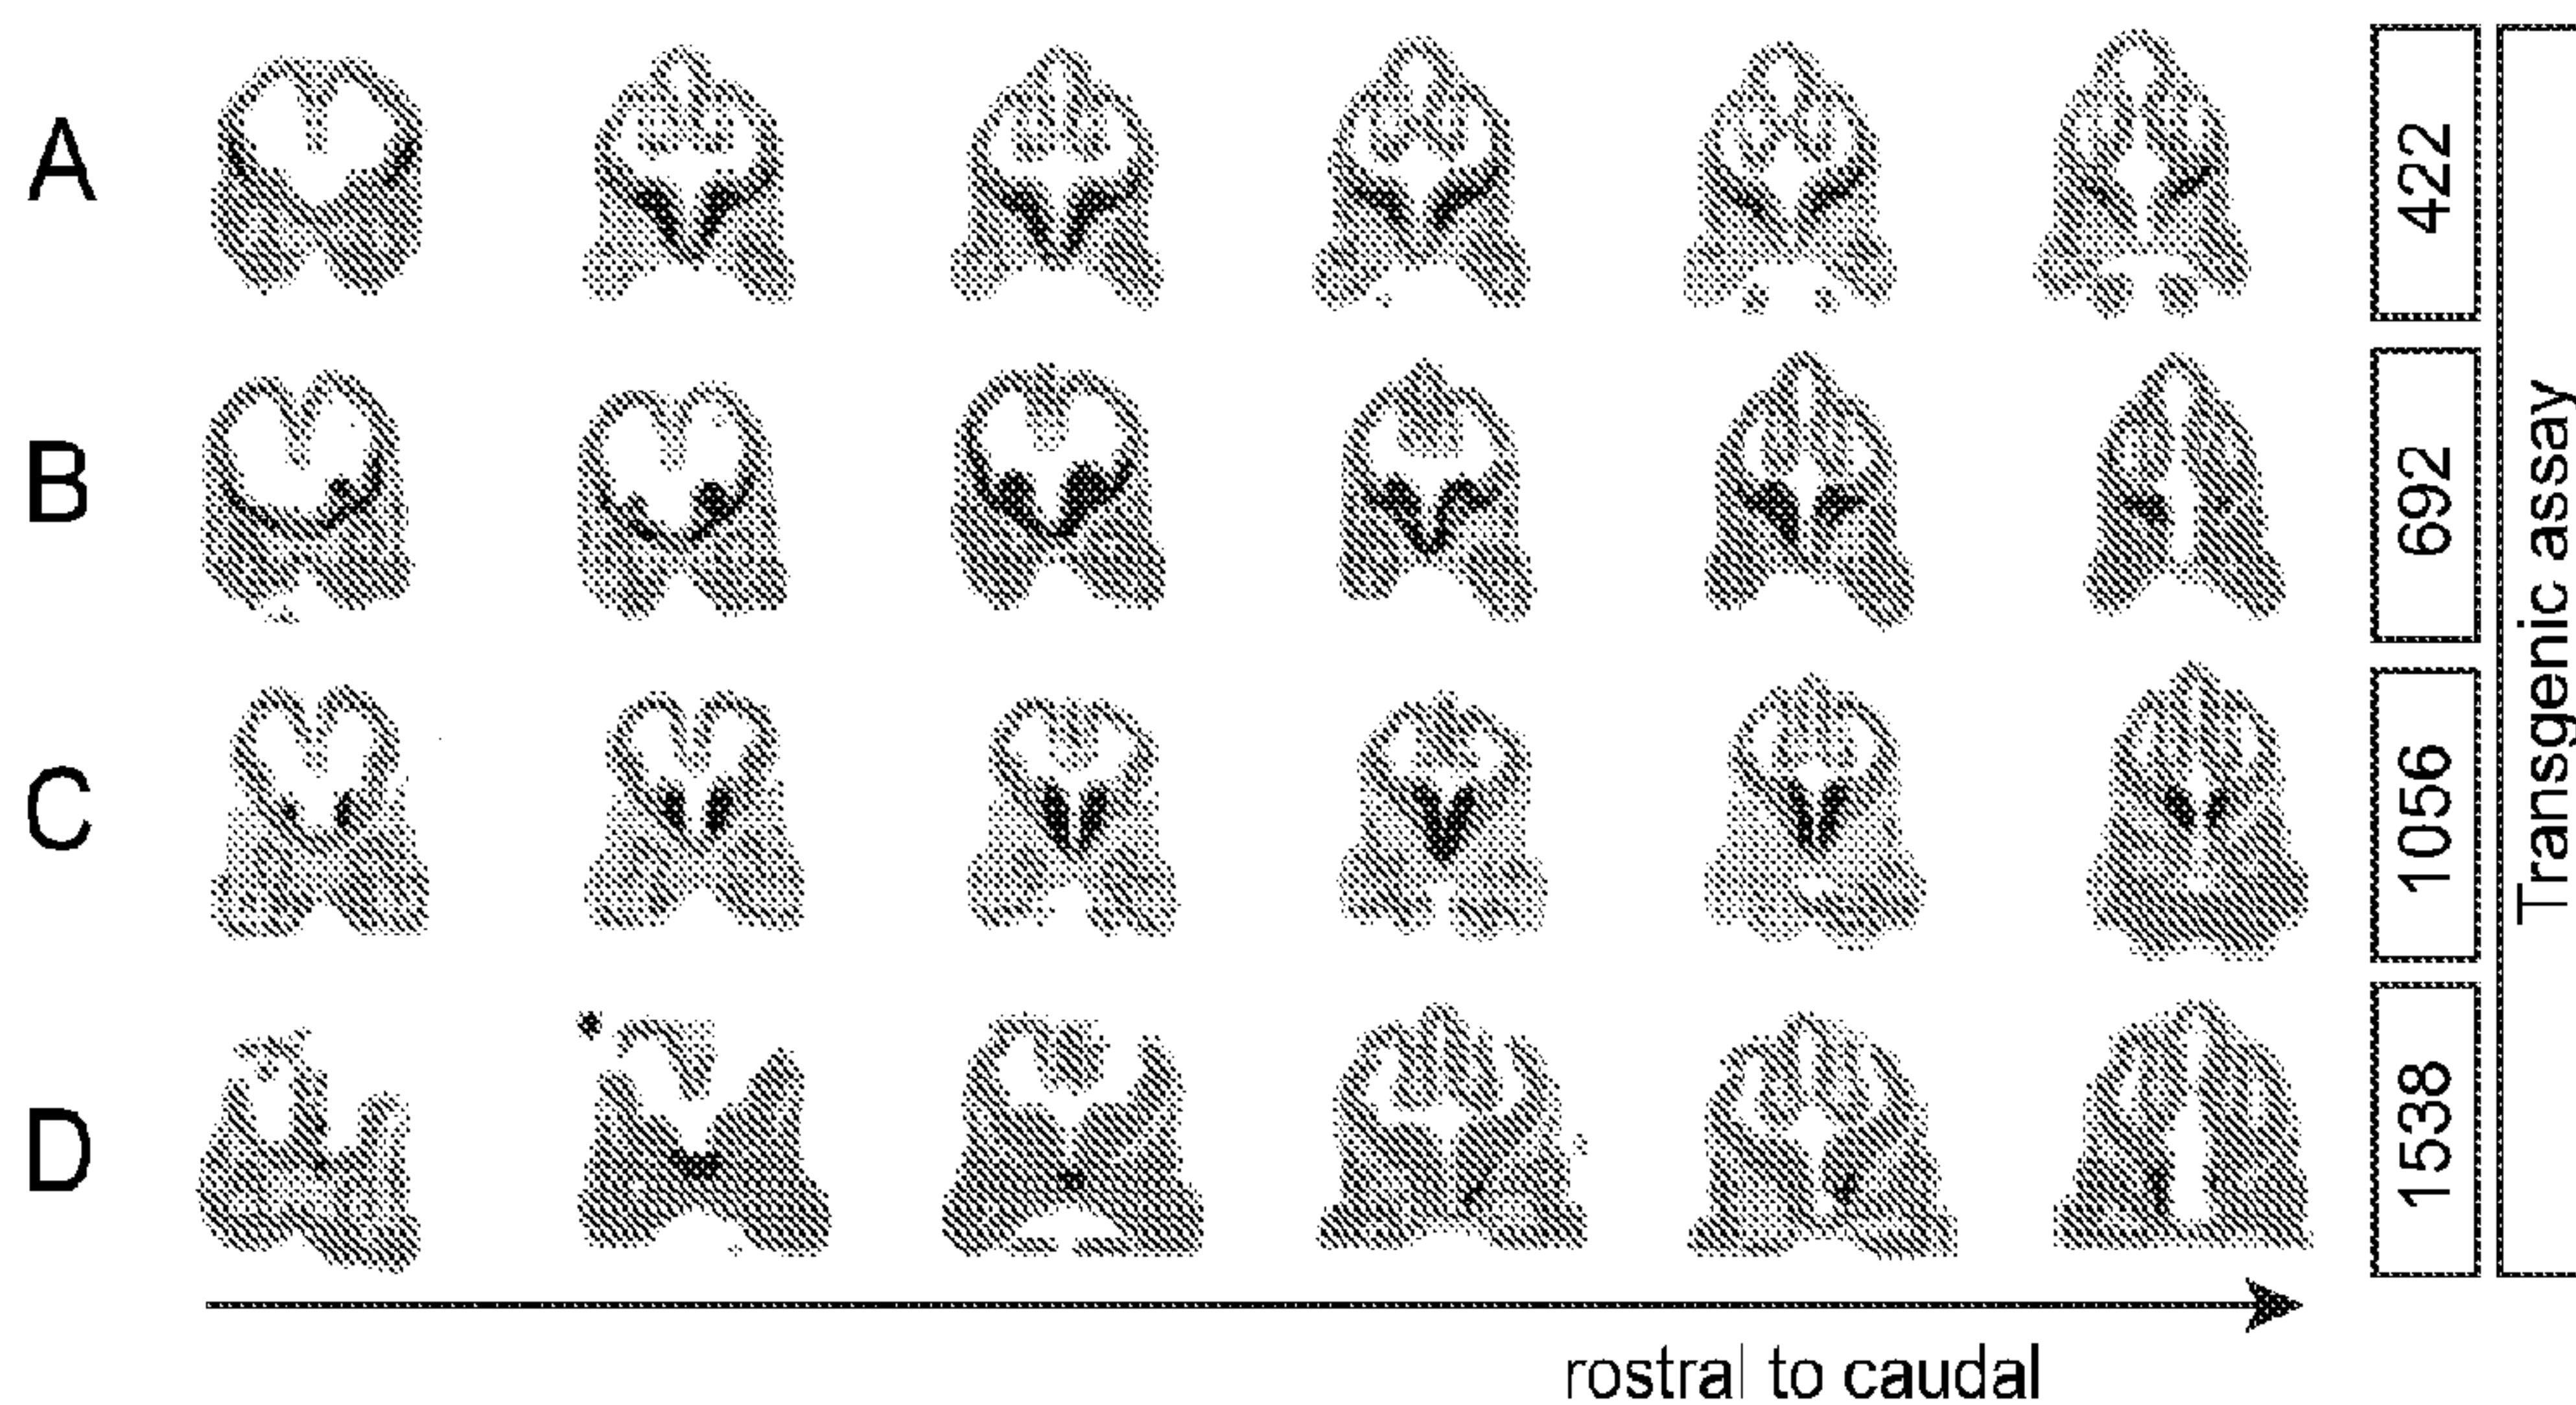 A
422
B
692
C
1056
D
*
1538
Transgenic assay
rostral to caudal